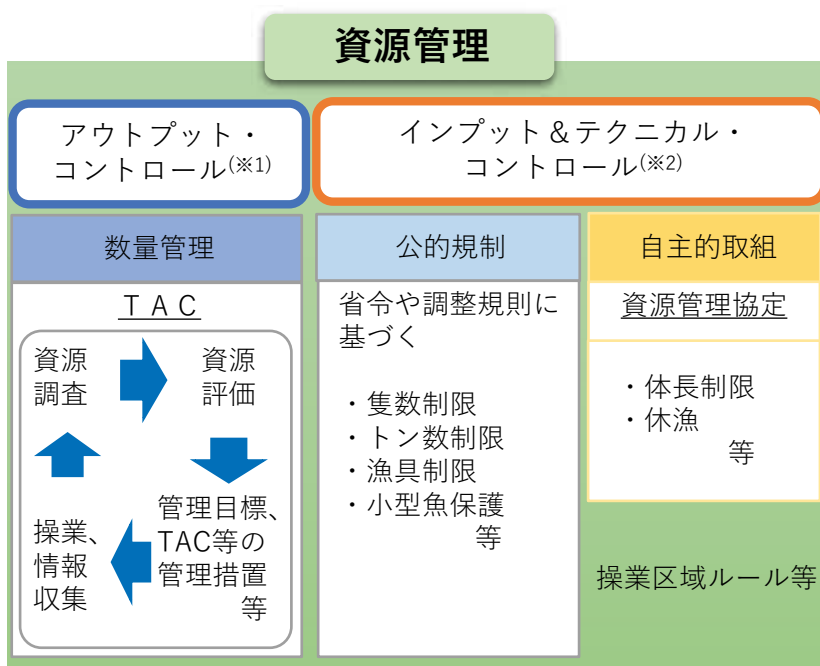 資源管理
アウトプット・
コントロール(※1)
インプット&テクニカル・
コントロール(※2)
数量管理
TAC
資源
調査
資源
評価
管理目標、
TAC等の
管理措置
等
操業、
情報
収集
公的規制
省令や調整規則に
基づく
・隻数制限
・トン数制限
・漁具制限
・小型魚保護
等
自主的取組
資源管理協定
・体長制限
・休漁
等
操業区域ルール等